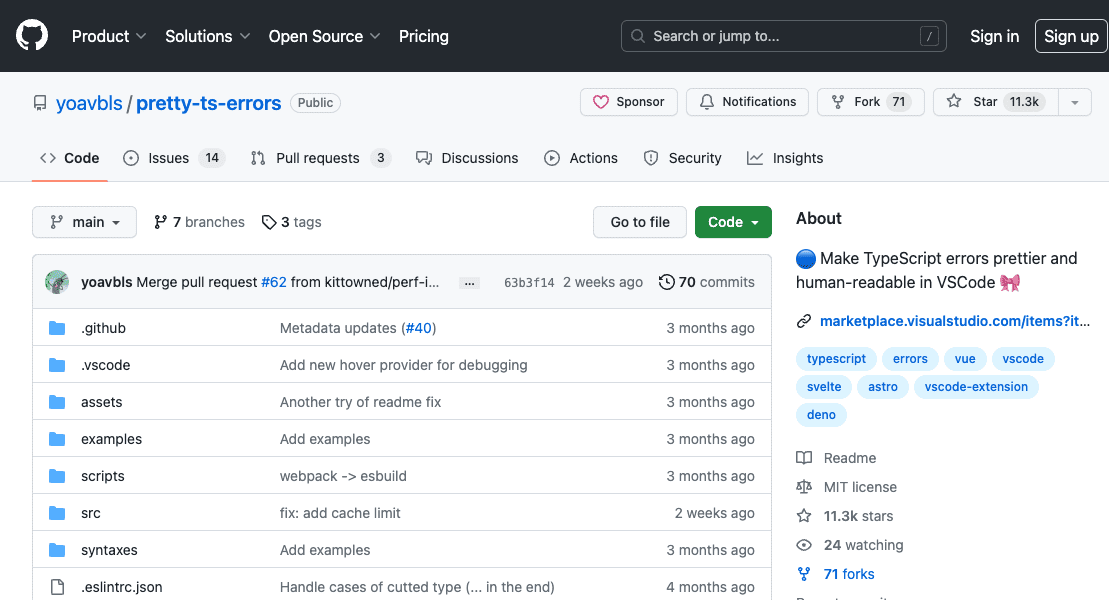 Product Solutions Open Source Pricing Search or jump to... / Sign in Sign up
yoavbls / pretty-ts-errors Public Sponsor Notifications Fork 71 Star 11.3k
Code Issues 14 Pull requests 3 Discussions Actions Security Insights
main 7 branches 3 tags Go to file Code
yoavbls Merge pull request #62 from kittowned/perf-i... ... 63b3f14 2 weeks ago 70 commits
.github Metadata updates (#40) 3 months ago
.vscode Add new hover provider for debugging 3 months ago
assets Another try of readme fix 3 months ago
examples Add examples 3 months ago
scripts webpack -> esbuild 3 months ago
src fix: add cache limit 2 weeks ago
syntaxes Add examples 3 months ago
.eslintrc.json Handle cases of cutted type (... in the end) 4 months ago
About
🔵 Make TypeScript errors prettier and
human-readable in VSCode 🎀
marketplace.visualstudio.com/items?it...
typescript errors vue vscode
svelte astro vscode-extension
deno
Readme
MIT license
11.3k stars
24 watching
71 forks